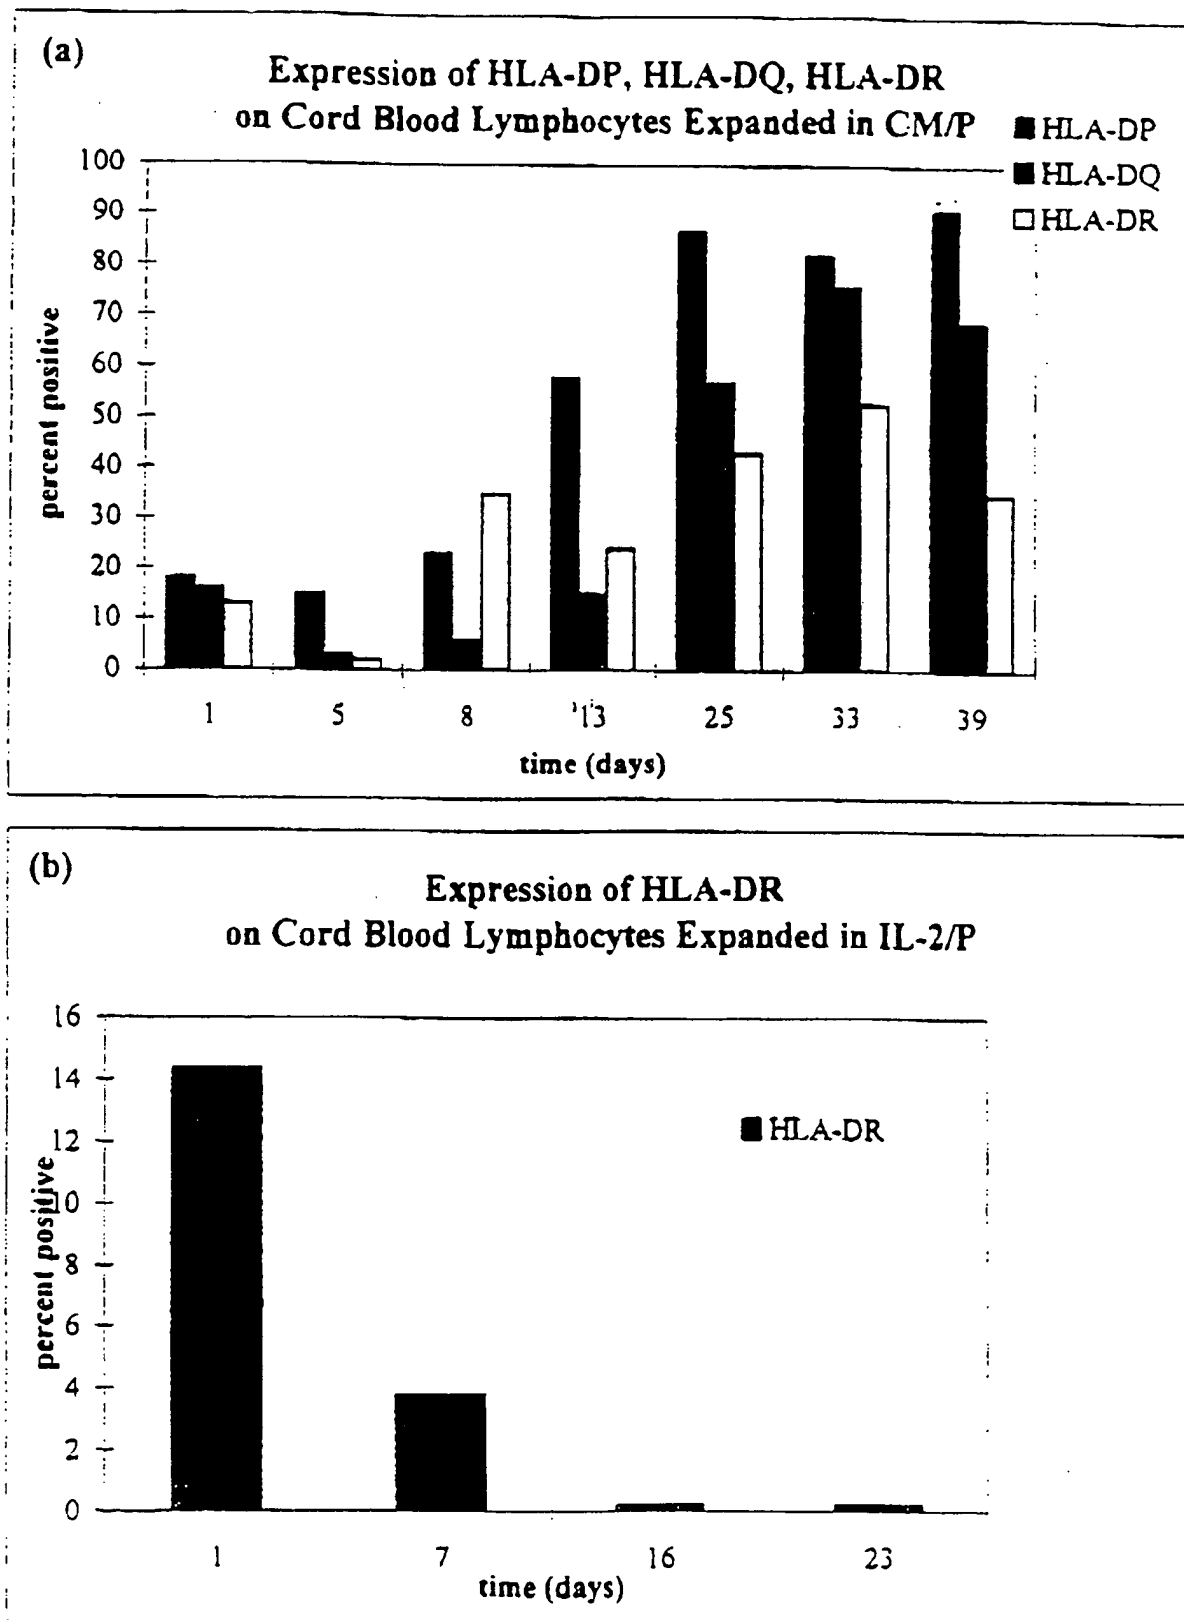 (a)
Expression of HLA-DP, HLA-DQ, HLA-DR
on Cord Blood Lymphocytes Expanded in CM/P
HLA-DP
HLA-DQ
HLA-DR
100
90
80
70
60
50
40
30
20
10
0
percent positive
1 5 8 13 25 33 39
time (days)
(b)
Expression of HLA-DR
on Cord Blood Lymphocytes Expanded in IL-2/P
16
14
12
10
8
6
4
2
0
percent positive
HLA-DR
1 7 16 23
time (days)